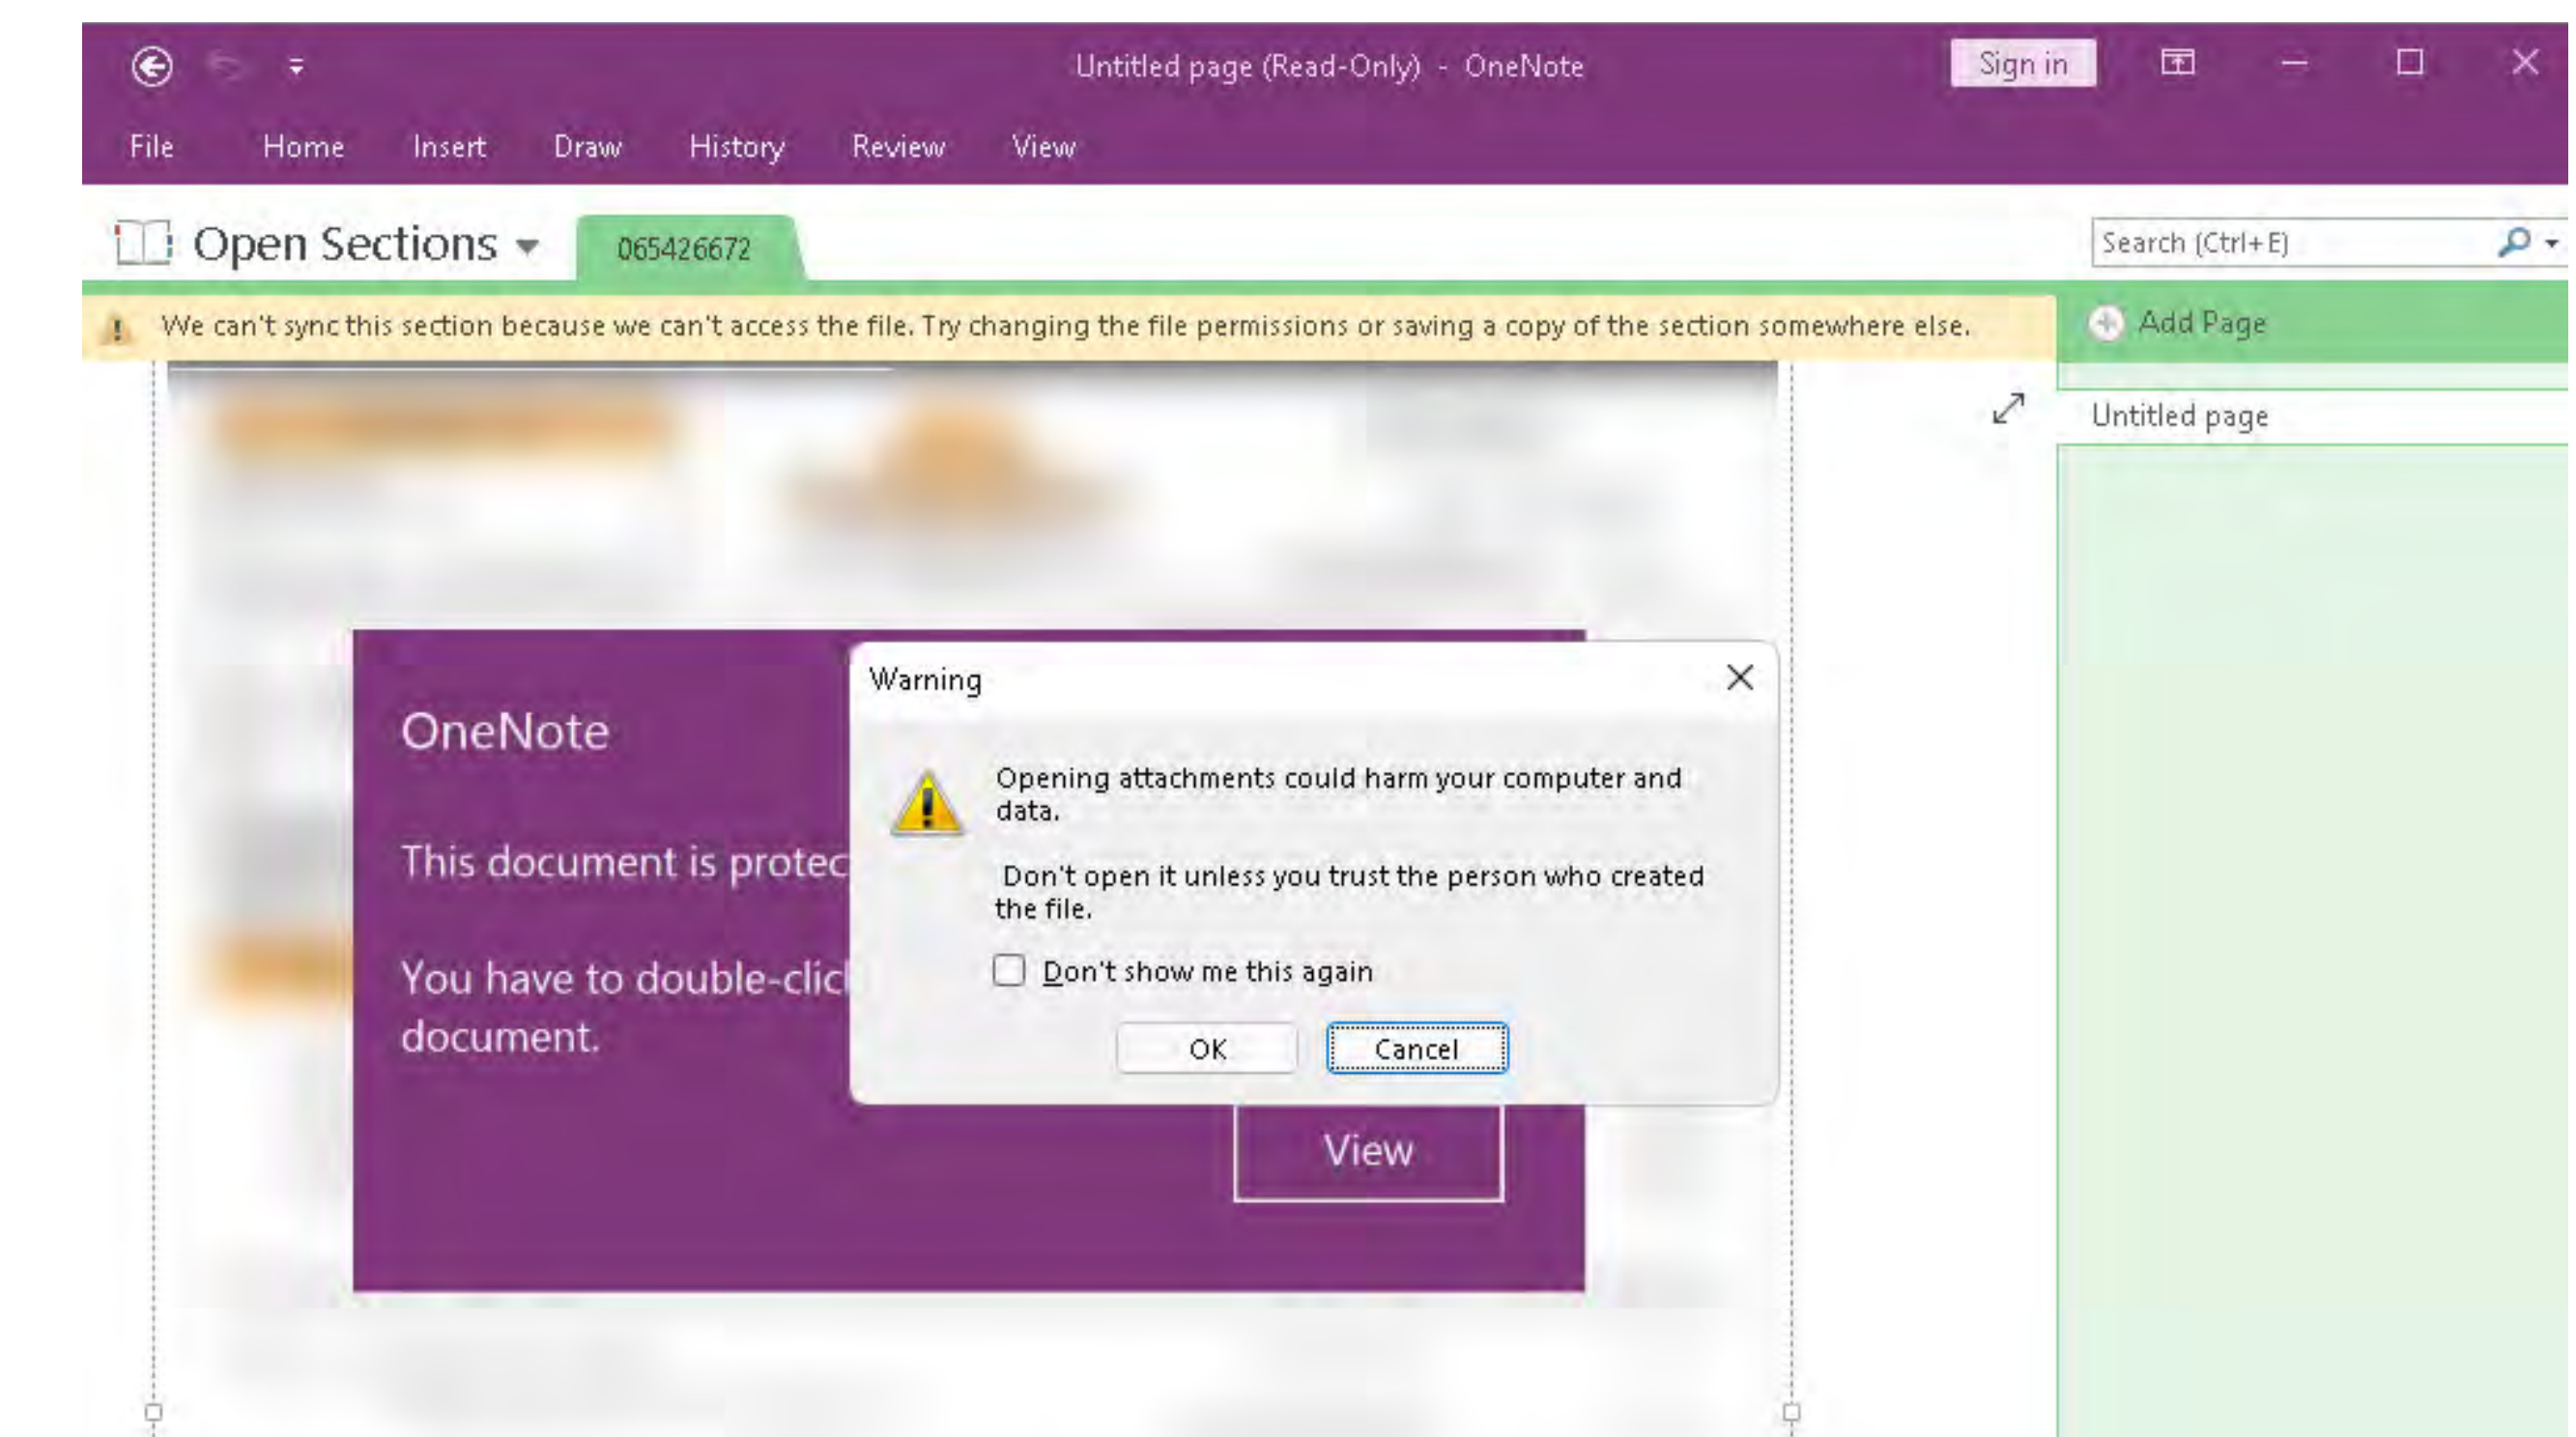 Untitled page (Read-Only) - OneNote
Sign in
File Home Insert Draw History Review View
Open Sections
065426672
Search (Ctrl+E)
We can't sync this section because we can't access the file. Try changing the file permissions or saving a copy of the section somewhere else.
Add Page
Untitled page
OneNote
This document is protec
You have to double-clic
document.
View
Warning
Opening attachments could harm your computer and
data.
Don't open it unless you trust the person who created
the file.
Don't show me this again
OK Cancel